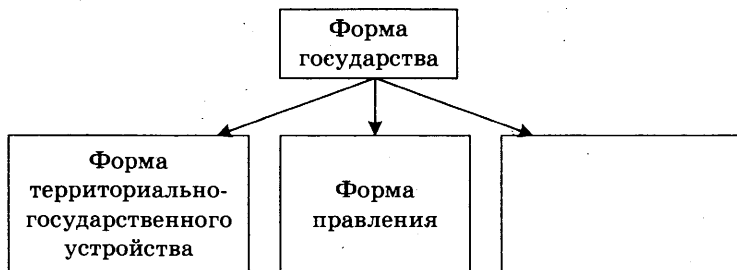 Форма
государства
Форма
территориально-
государственного
устройства
Форма
правления